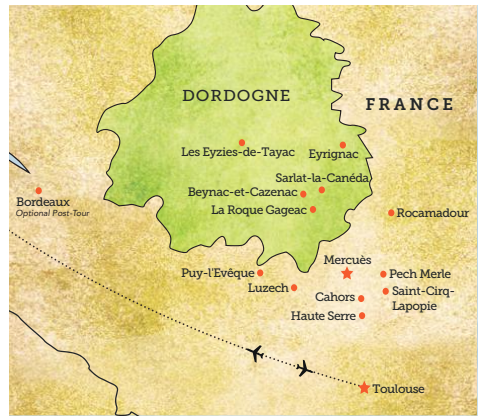 DORDOGNE
FRANCE
Les Eyzies-de-Tayac
Eyrignac
Sarlat-la-Canéda
Beynac-et-Cazenac
La Roque Gageac
Bordeaux
Optional Post-Tour
Rocamadour
Mercuès
Puy-l'Evêque
Pech Merle
Luzech
Saint-Cirq-
Lapopie
Cahors
Haute Serre
Toulouse